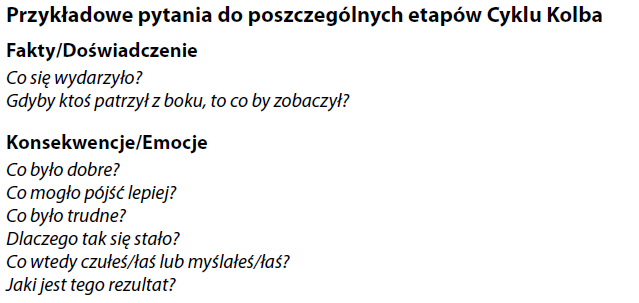 Przykładowe pytania do poszczególnych etapów Cyklu Kolba
Fakty/Doświadczenie
Co się wydarzyło?
Gdyby ktoś patrzył z boku, to co by zobaczył?
Konsekwencje/Emocje
Co było dobre?
Co mogło pójść lepiej?
Co było trudne?
Dlaczego tak się stało?
Co wtedy czułeś/łaś lub myślałeś/łaś?
Jaki jest tego rezultat?